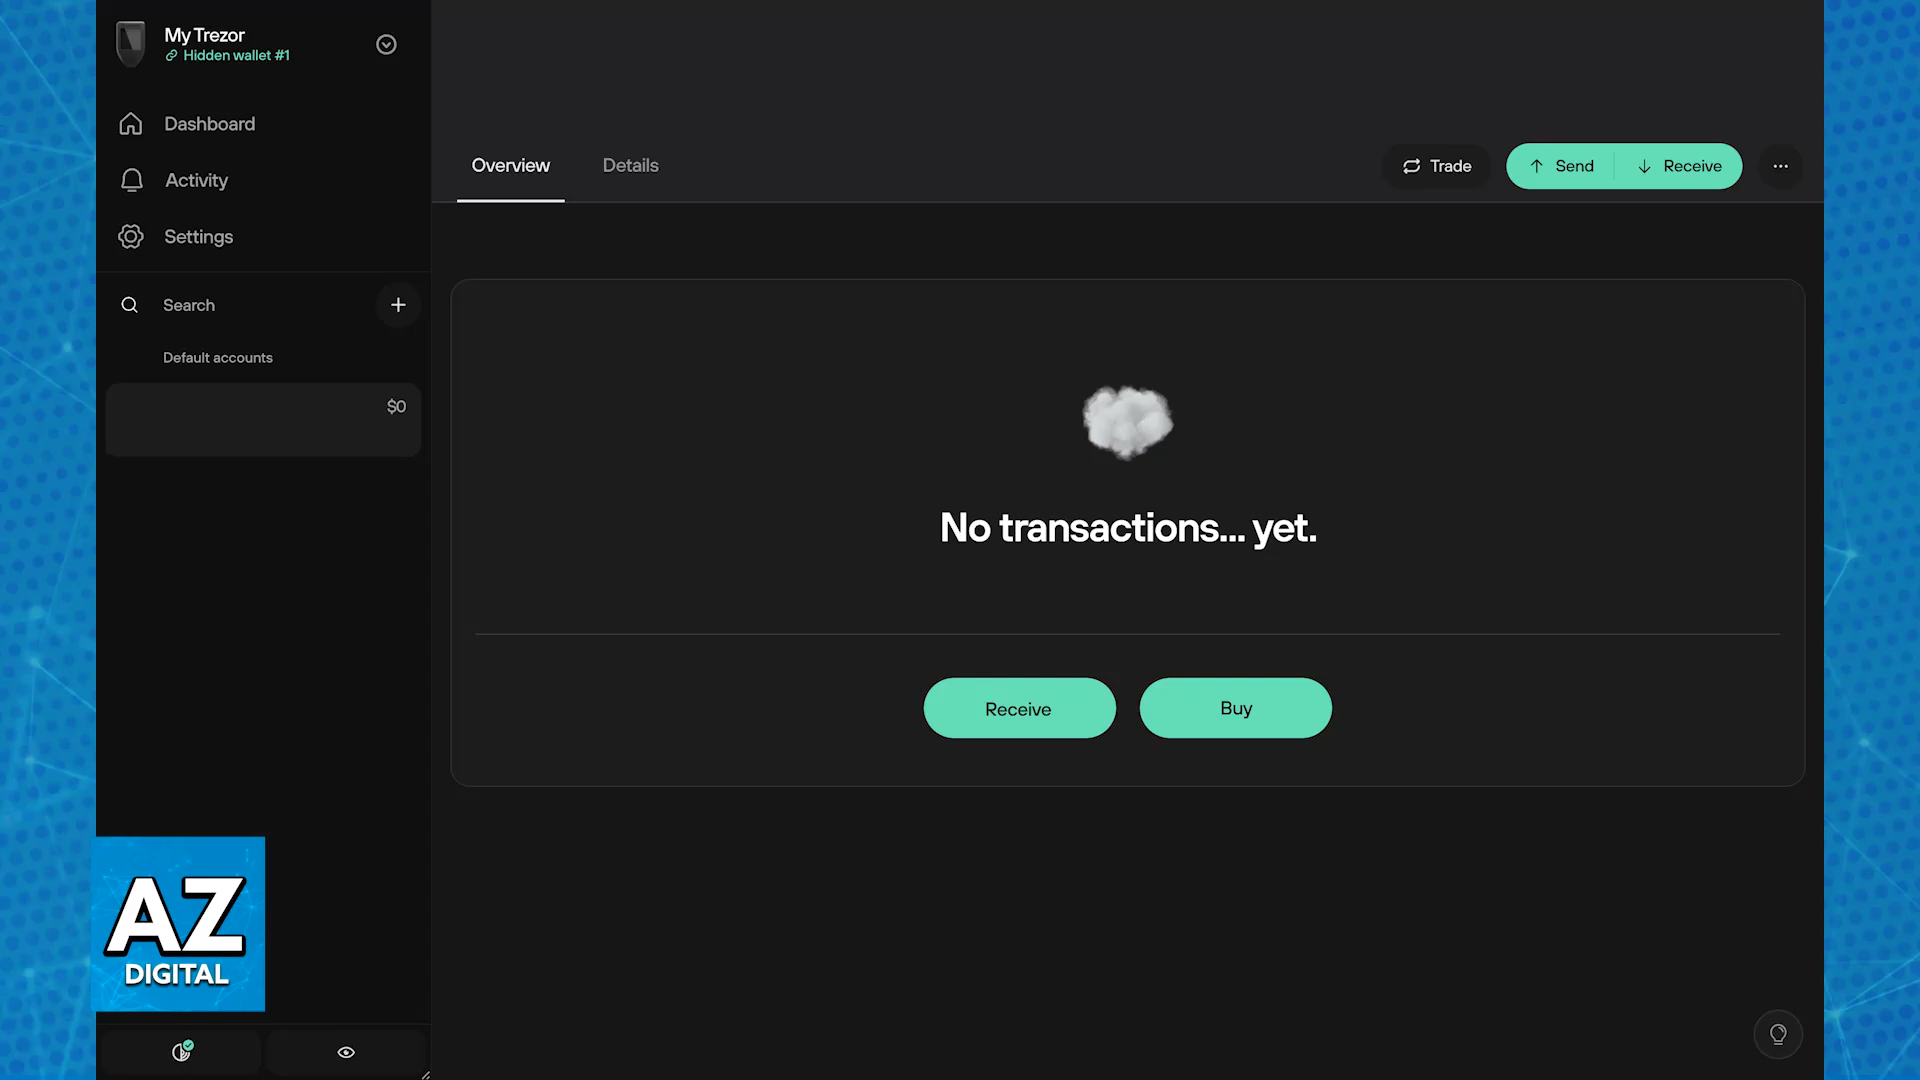 My Trezor
Hidden wallet #1
Dashboard
Activity
Settings
Search
+
Default accounts
$0
Overview
Details
Trade
Send
Receive
...
No transactions... yet.
Receive
Buy
AZ
DIGITAL